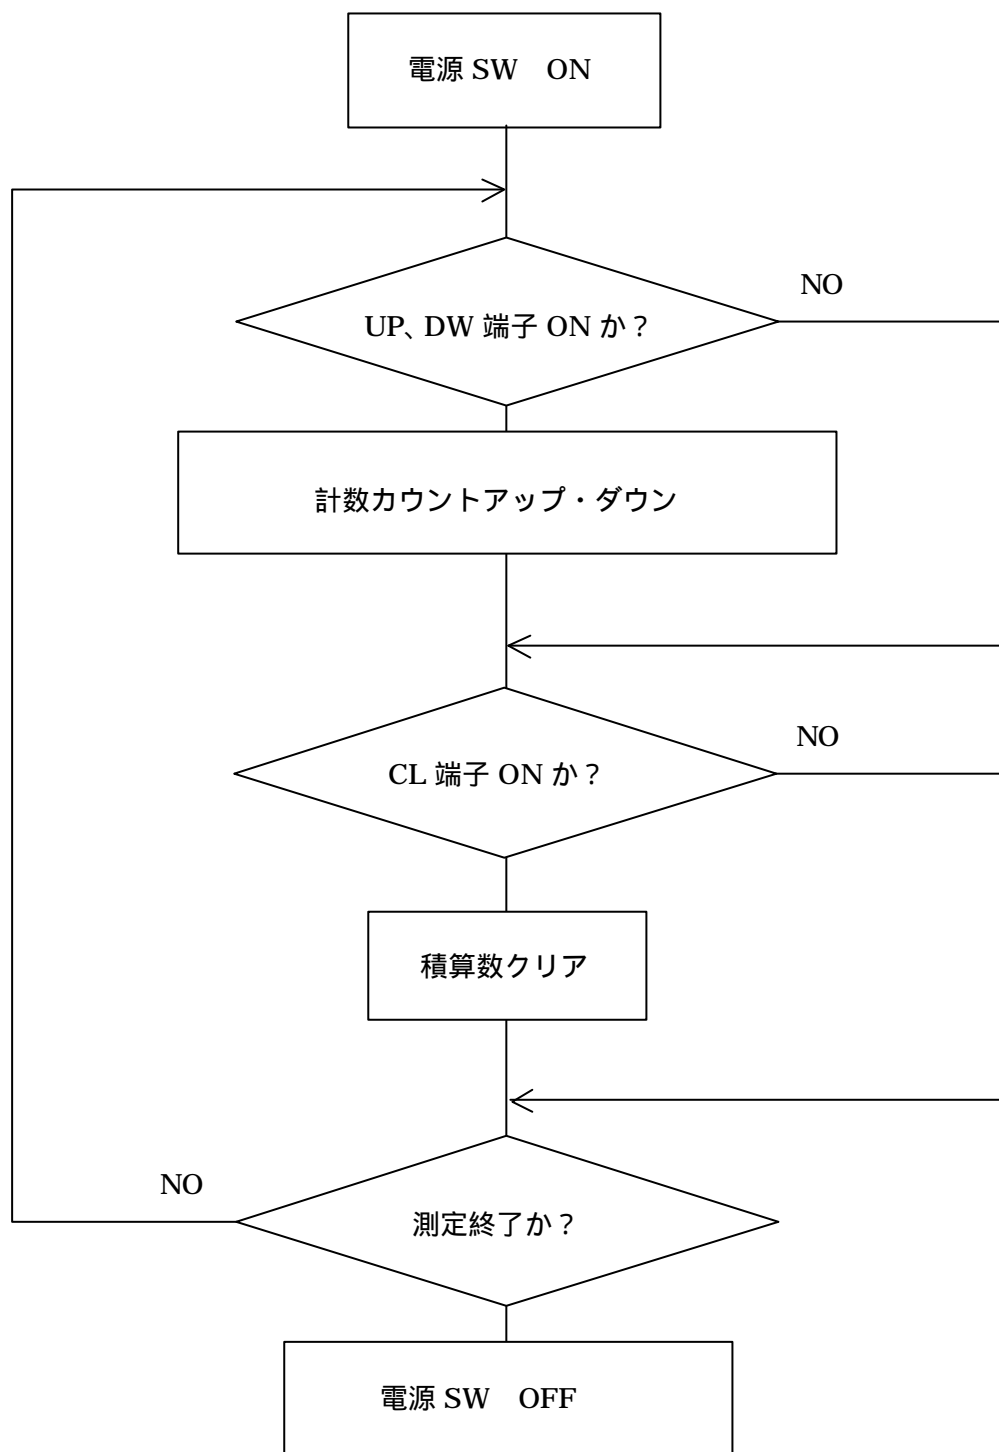 電源 SW　ON
NO
UP、DW 端子 ON か？
計数カウントアップ・ダウン
NO
CL 端子 ON か？
積算数クリア
NO
測定終了か？
電源 SW　OFF